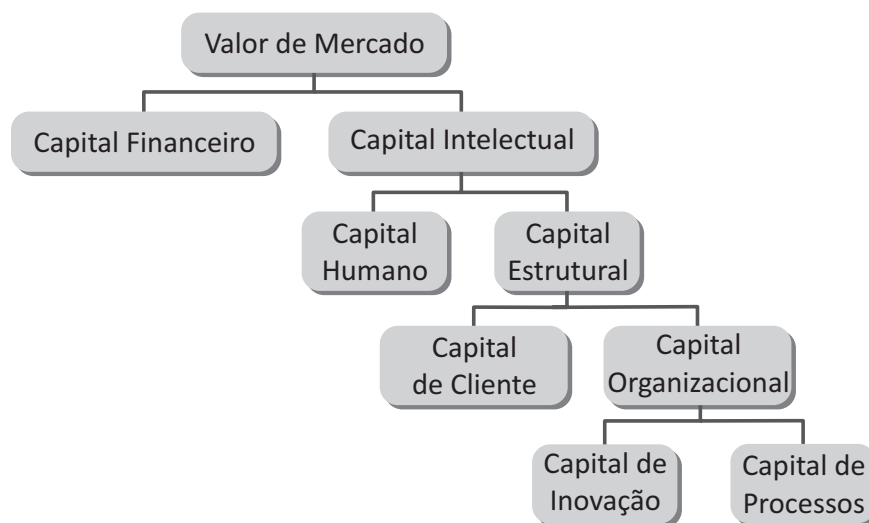 Valor de Mercado
Capital Financeiro
Capital Intelectual
Capital
Humano
Capital
Estrutural
Capital
de Cliente
Capital
Organizacional
Capital de
Inovação
Capital de
Processos